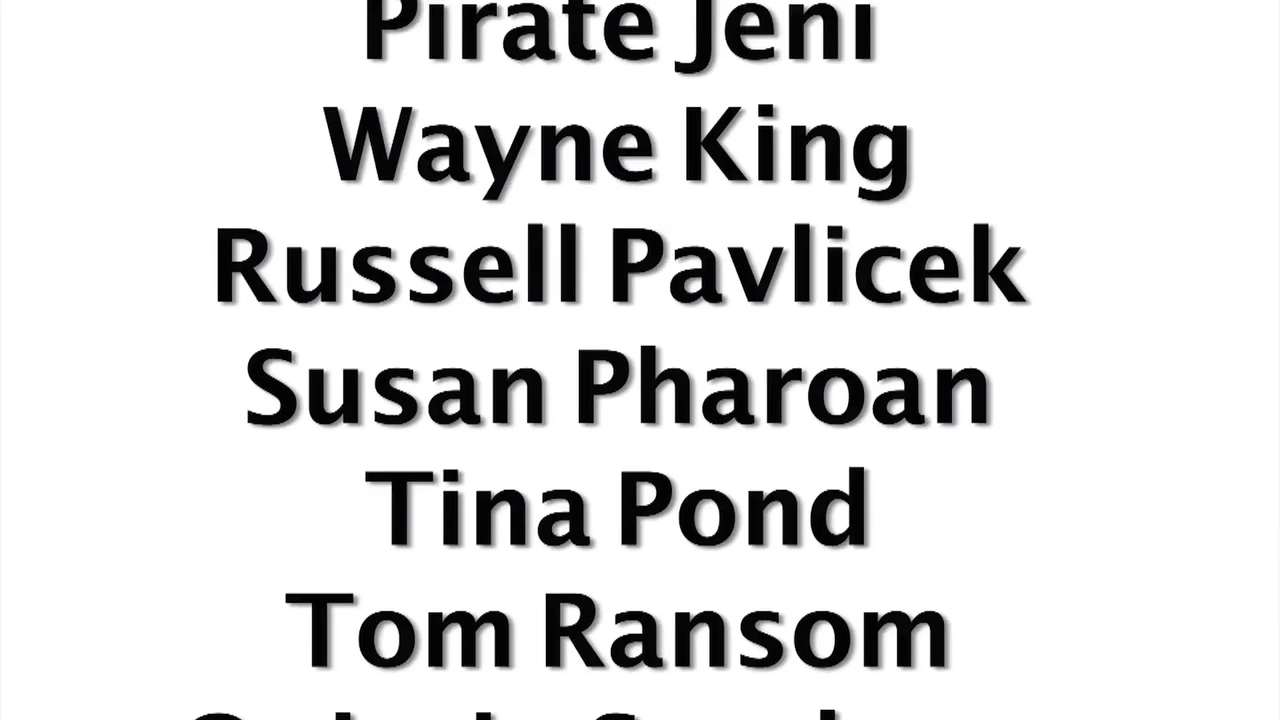 Pirate Jeni
Wayne King
Russell Pavlicek
Susan Pharoan
Tina Pond
Tom Ransom